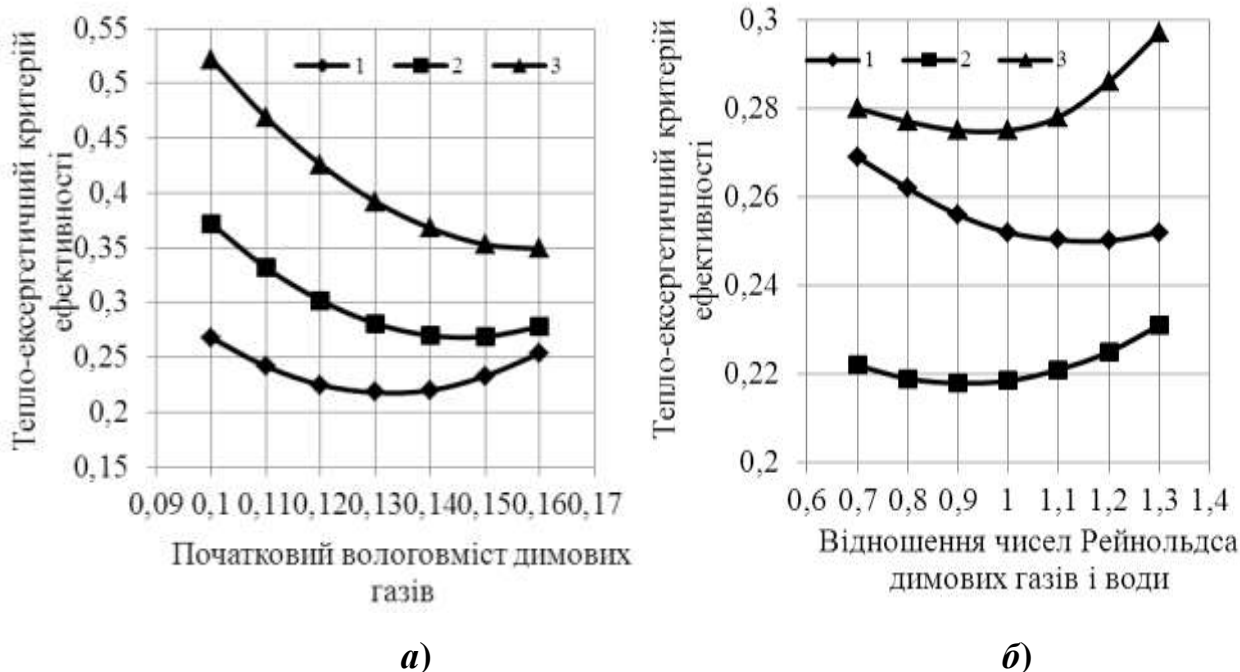 Тепло-ексергетичний критерій
ефективності
0,55
0,5
0,45
0,4
0,35
0,3
0,25
0,2
0,15
1 2 3
0,09 0,1 0,11 0,12 0,13 0,14 0,15 0,16 0,17
Початковий вологовміст димових
газів
а)
Тепло-ексергетичний критерій
ефективності
0,3
0,28
0,26
0,24
0,22
0,2
1 2 3
0,6 0,7 0,8 0,9 1 1,1 1,2 1,3 1,4
Відношення чисел Рейнольдса
димових газів і води
б)